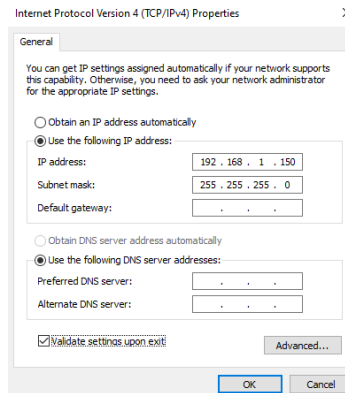 Internet Protocol Version 4 (TCP/IPv4) Properties
General
You can get IP settings assigned automatically if your network supports
this capability. Otherwise, you need to ask your network administrator
for the appropriate IP settings.
Obtain an IP address automatically
Use the following IP address:
IP address: 192 . 168 . 1 . 150
Subnet mask: 255 . 255 . 255 . 0
Default gateway: . . .
Obtain DNS server address automatically
Use the following DNS server addresses:
Preferred DNS server: . . .
Alternate DNS server: . . .
Validate settings upon exit
Advanced...
OK Cancel